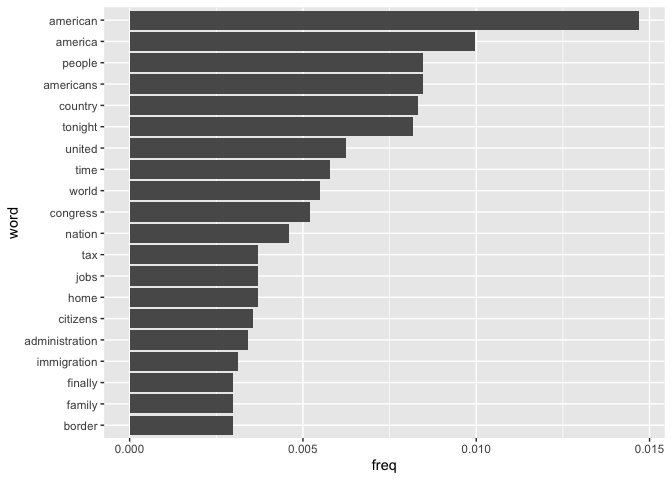 american
america
people
americans
country
tonight
united
time
world
congress
nation
tax
jobs
home
citizens
administration
immigration
finally
family
border
word
0.000 0.005 0.010 0.015
freq